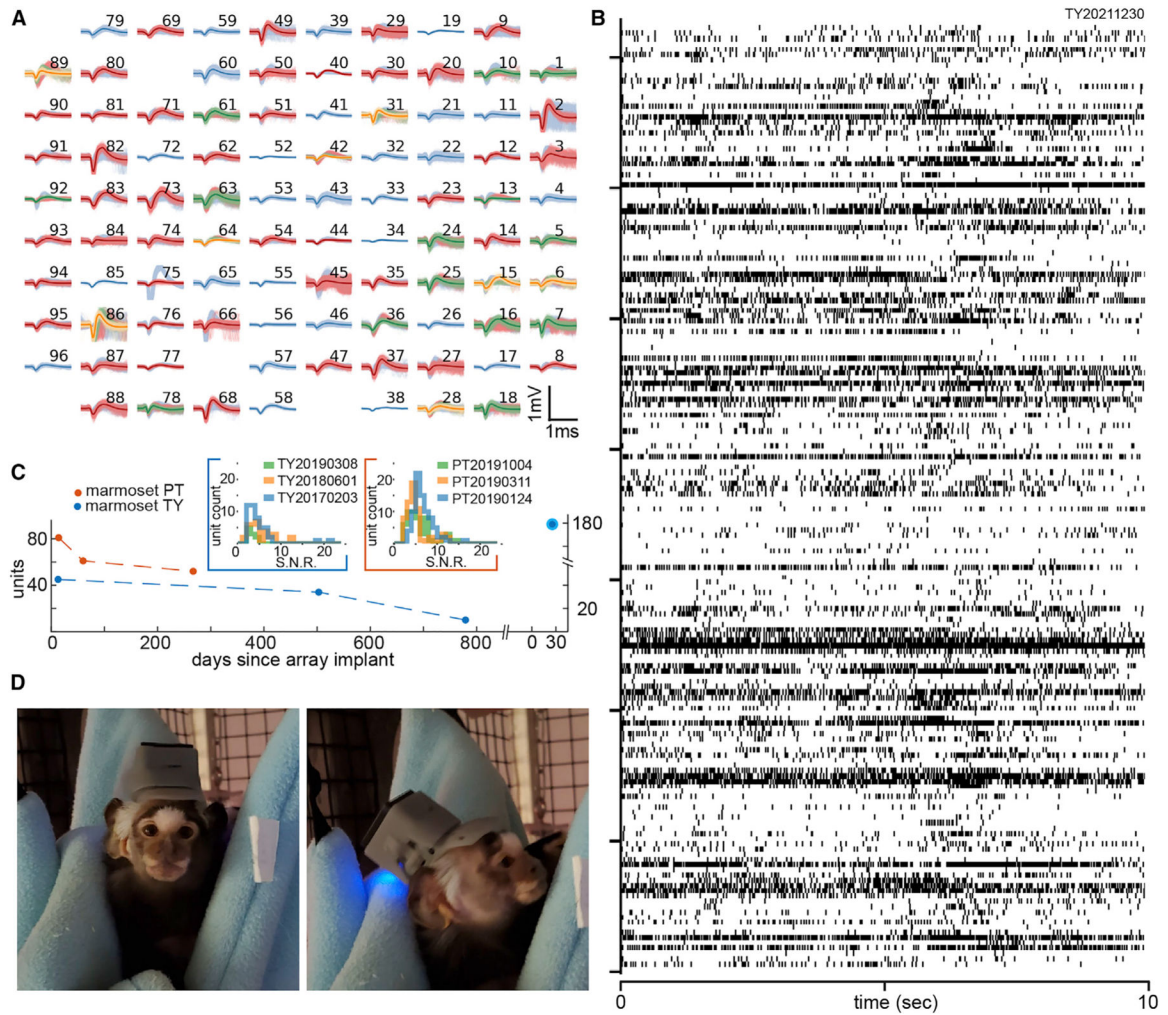 A
B
TY20211230
79 69 59 49 39 29 19 9
89 80 60 50 40 30 20 10 1
90 81 71 61 51 41 31 21 11 2
91 82 72 62 52 42 32 22 12 3
92 83 73 63 53 43 33 23 13 4
93 84 74 64 54 44 34 24 14 5
94 85 75 65 55 45 35 25 15 6
95 86 76 66 56 46 36 26 16 7
96 87 77 57 47 37 27 17 8
88 78 68 58 38 28 18
1mV
1ms
C
marmoset PT
marmoset TY
units
80
40
0 200 400 600 800 0 30
days since array implant
180
20
unit count
20
10
TY20190308
TY20180601
TY20170203
0 10 20
S.N.R.
unit count
20
10
PT20191004
PT20190311
PT20190124
0 10 20
S.N.R.
D
0 time (sec) 10